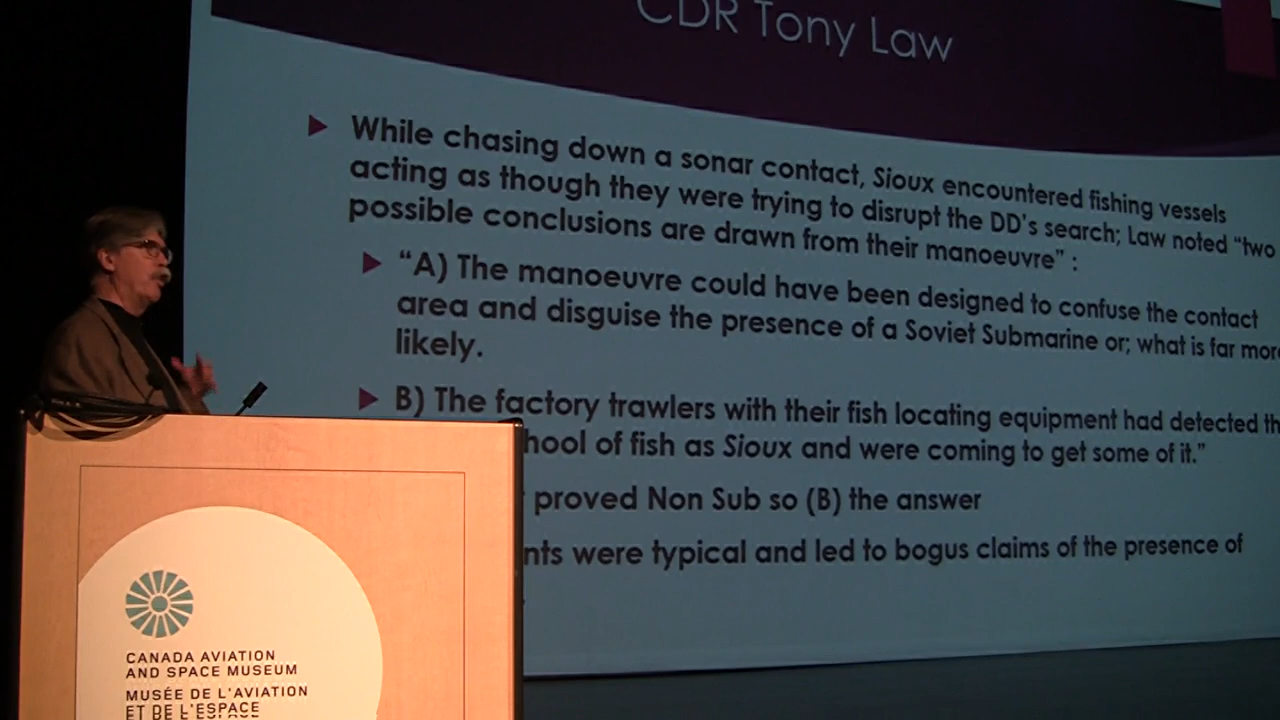 CDR Tony Law
While chasing down a sonar contact, Sioux encountered fishing vessels
acting as though they were trying to disrupt the DD's search; Law noted "two
possible conclusions are drawn from their manoeuvre" :
"A) The manoeuvre could have been designed to confuse the contact
area and disguise the presence of a Soviet Submarine or; what is far more
likely.
B) The factory trawlers with their fish locating equipment had detected
of fish as Sioux and were coming to get some of it."
proved Non Sub so (B) the answer
were typical and led to bogus claims of the presence of
CANADA AVIATION
AND SPACE MUSEUM
MUSÉE DE L'AVIATION
ET DE L'ESPACE